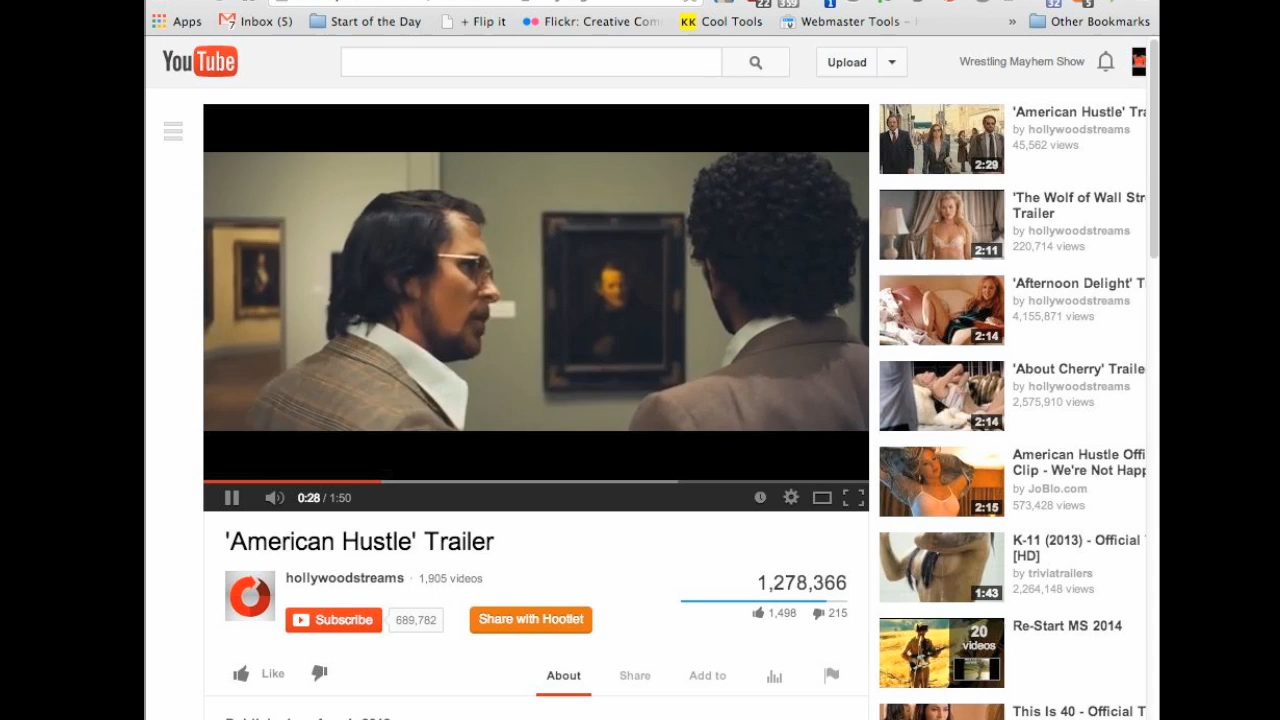 22 359 1 32 5
Apps Inbox (5) Start of the Day + Flip it Flickr: Creative Com KK Cool Tools Webmaster Tools - » Other Bookmarks
YouTube Upload Wrestling Mayhem Show
'American Hustle' Tra
by hollywoodstreams
45,562 views
2:29
'The Wolf of Wall Str
Trailer
by hollywoodstreams
220,714 views
2:11
'Afternoon Delight' T
by hollywoodstreams
4,155,871 views
2:14
'About Cherry' Traile
by hollywoodstreams
2,575,910 views
2:14
American Hustle Offi
Clip - We're Not Happ
by JoBlo.com
573,428 views
2:15
K-11 (2013) - Official
[HD]
by triviatrailers
2,264,148 views
1:43
Re-Start MS 2014
20
videos
This Is 40 - Official T
0:28 / 1:50
'American Hustle' Trailer
hollywoodstreams · 1,905 videos
Subscribe 689,782 Share with Hootlet
1,278,366
1,498 215
Like About Share Add to